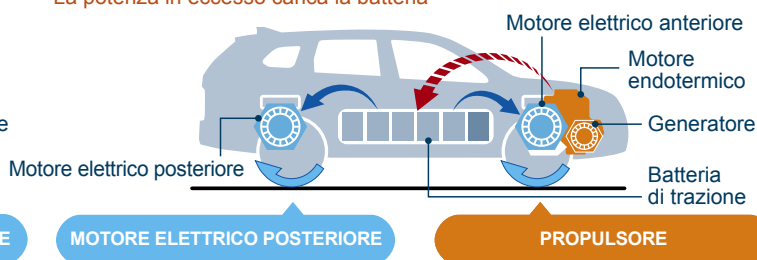 La potenza in eccesso carica la batteria
Motore elettrico anteriore
Motore
endotermico
Generatore
Motore elettrico posteriore
Batteria
di trazione
MOTORE ELETTRICO POSTERIORE
PROPULSORE